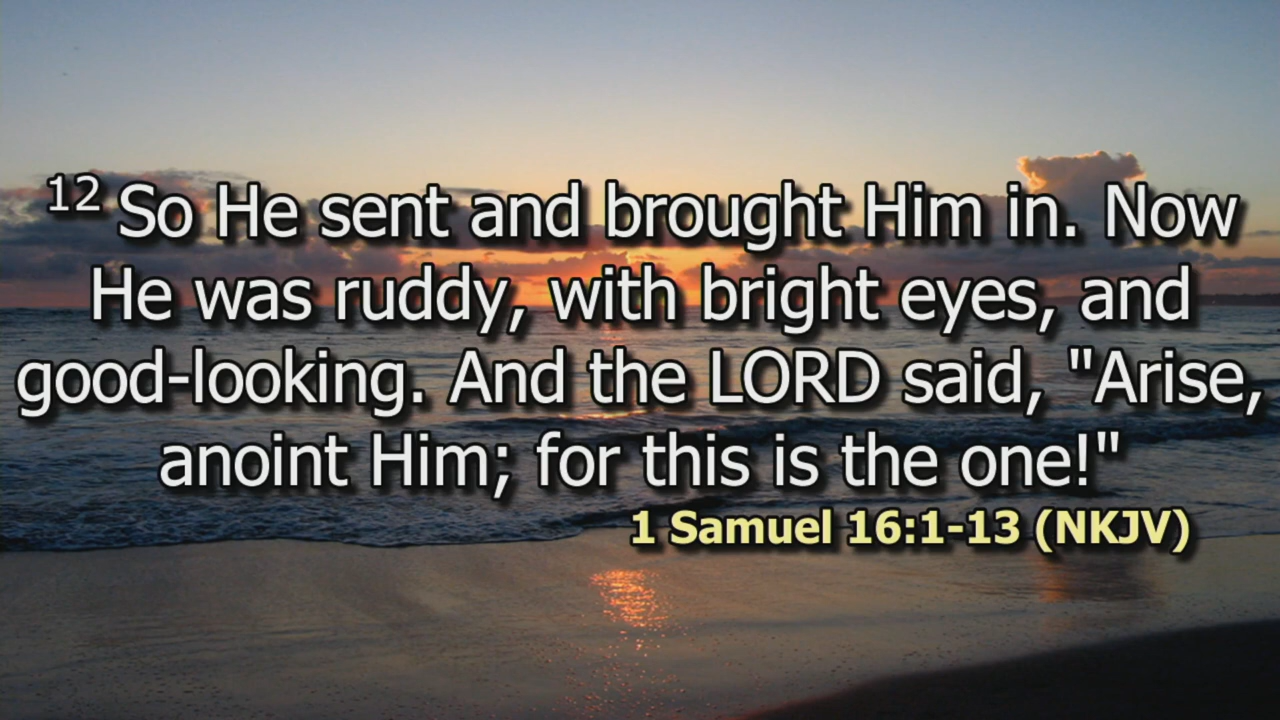 12 So He sent and brought Him in. Now
He was ruddy, with bright eyes, and
good-looking. And the LORD said, "Arise,
anoint Him; for this is the one!"
1 Samuel 16:1-13 (NKJV)